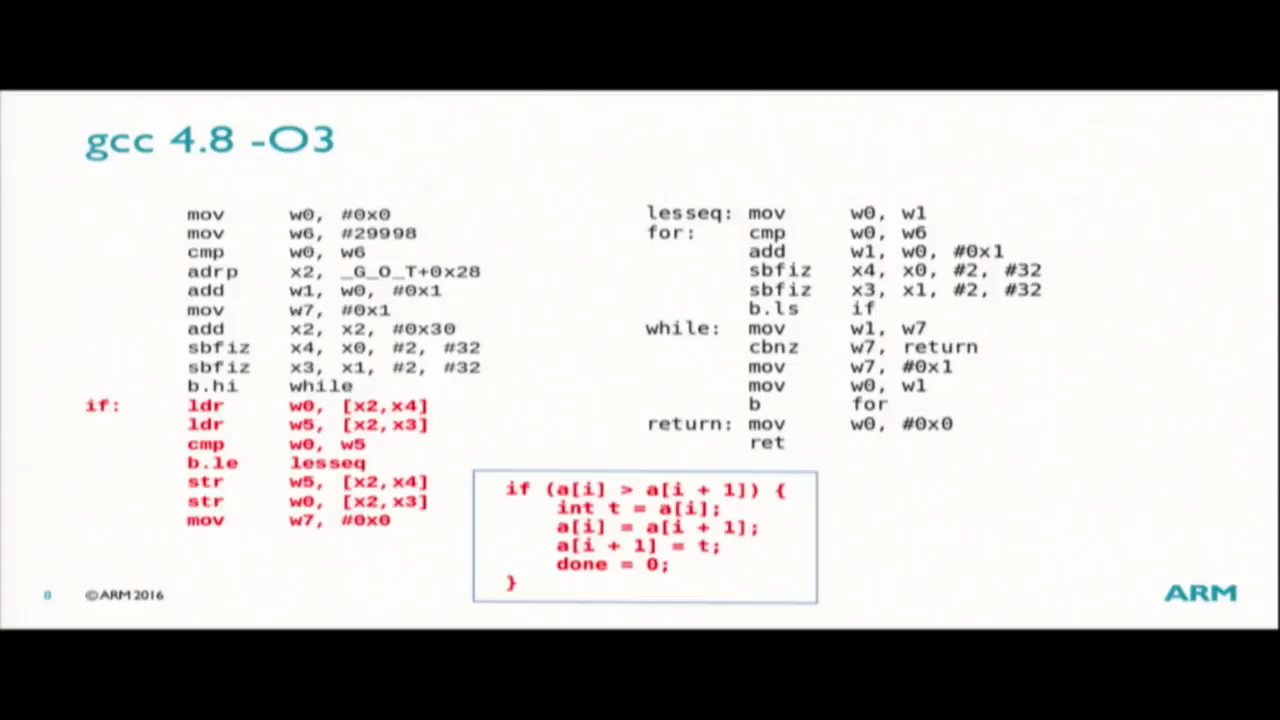 gcc 4.8 -O3
mov w0, #0x0
mov w6, #29998
cmp w0, w6
adrp x2, _G_O_T+0x28
add w1, w0, #0x1
mov w7, #0x1
add x2, x2, #0x30
sbfiz x4, x0, #2, #32
sbfiz x3, x1, #2, #32
b.hi while
if: ldr w0, [x2,x4]
ldr w5, [x2,x3]
cmp w0, w5
b.le lesseq
str w5, [x2,x4]
str w0, [x2,x3]
mov w7, #0x0
lesseq: mov w0, w1
for: cmp w0, w6
add w1, w0, #0x1
sbfiz x4, x0, #2, #32
sbfiz x3, x1, #2, #32
b.ls if
while: mov w1, w7
cbnz w7, return
mov w7, #0x1
mov w0, w1
b for
return: mov w0, #0x0
ret
if (a[i] > a[i + 1]) {
int t = a[i];
a[i] = a[i + 1];
a[i + 1] = t;
done = 0;
}
8 ©ARM 2016
ARM